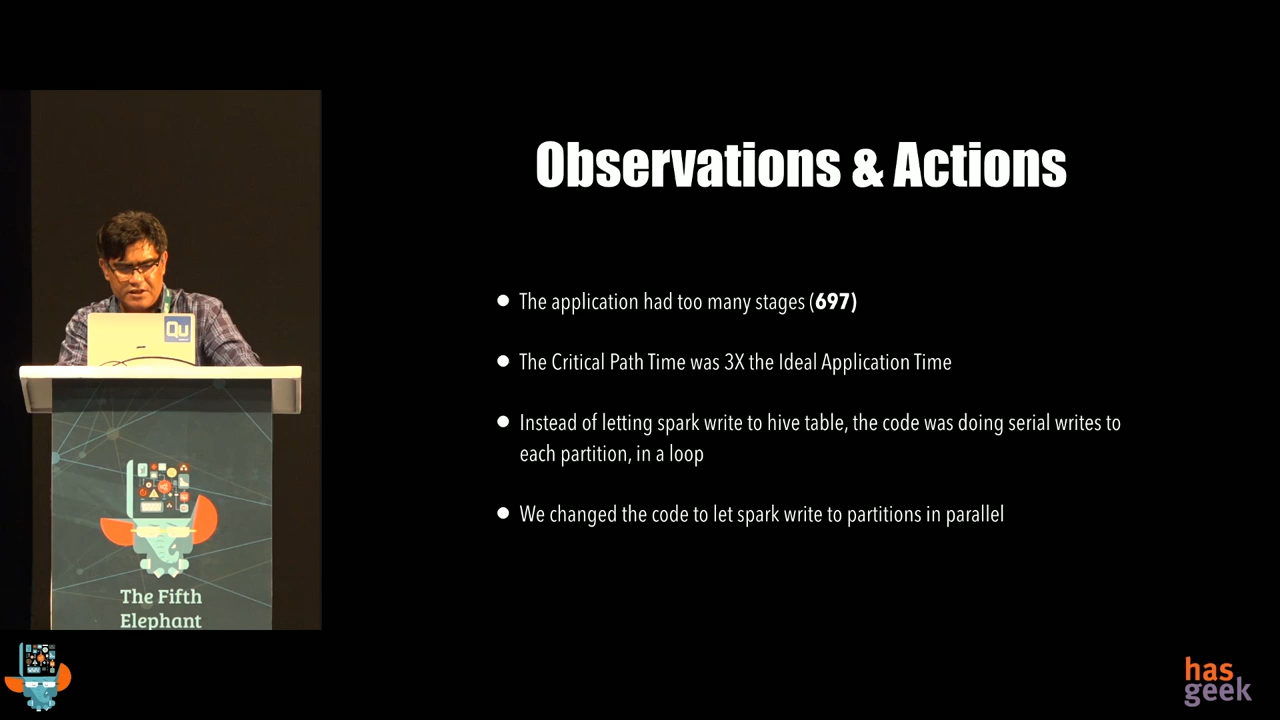 Observations & Actions
The application had too many stages (697)
The Critical Path Time was 3X the Ideal Application Time
Instead of letting spark write to hive table, the code was doing serial writes to
each partition, in a loop
We changed the code to let spark write to partitions in parallel
Qu
The Fifth
Elephant
has
geek